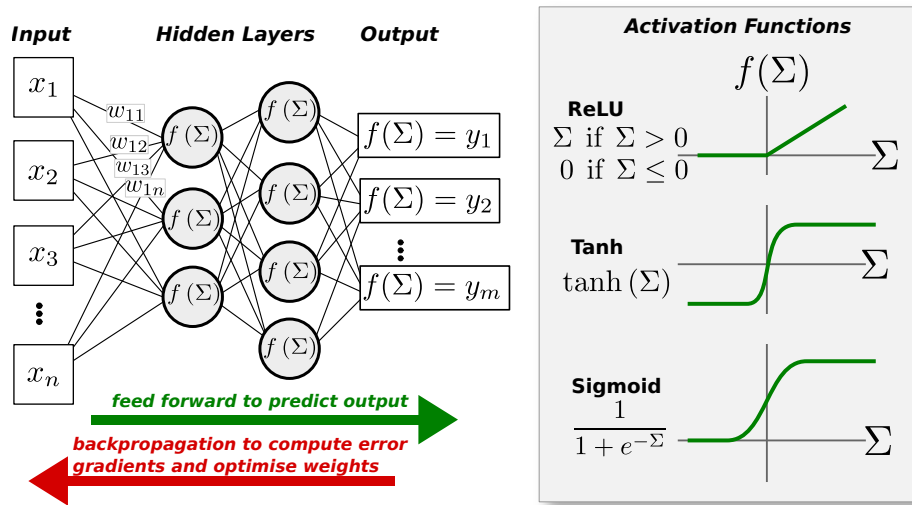 Input
Hidden Layers
Output
x₁
x₂
x₃
⋮
xₙ
w₁₁
w₁₂
w₁₃
w₁ₙ
f (Σ)
f (Σ)
f (Σ)
f (Σ)
f (Σ)
f (Σ)
f (Σ)
f(Σ) = y₁
f(Σ) = y₂
⋮
f(Σ) = yₘ
feed forward to predict output
backpropagation to compute error
gradients and optimise weights
Activation Functions
f(Σ)
ReLU
Σ if Σ > 0
0 if Σ ≤ 0
Σ
Tanh
tanh (Σ)
Σ
Sigmoid
1
1 + e^{−Σ}
Σ